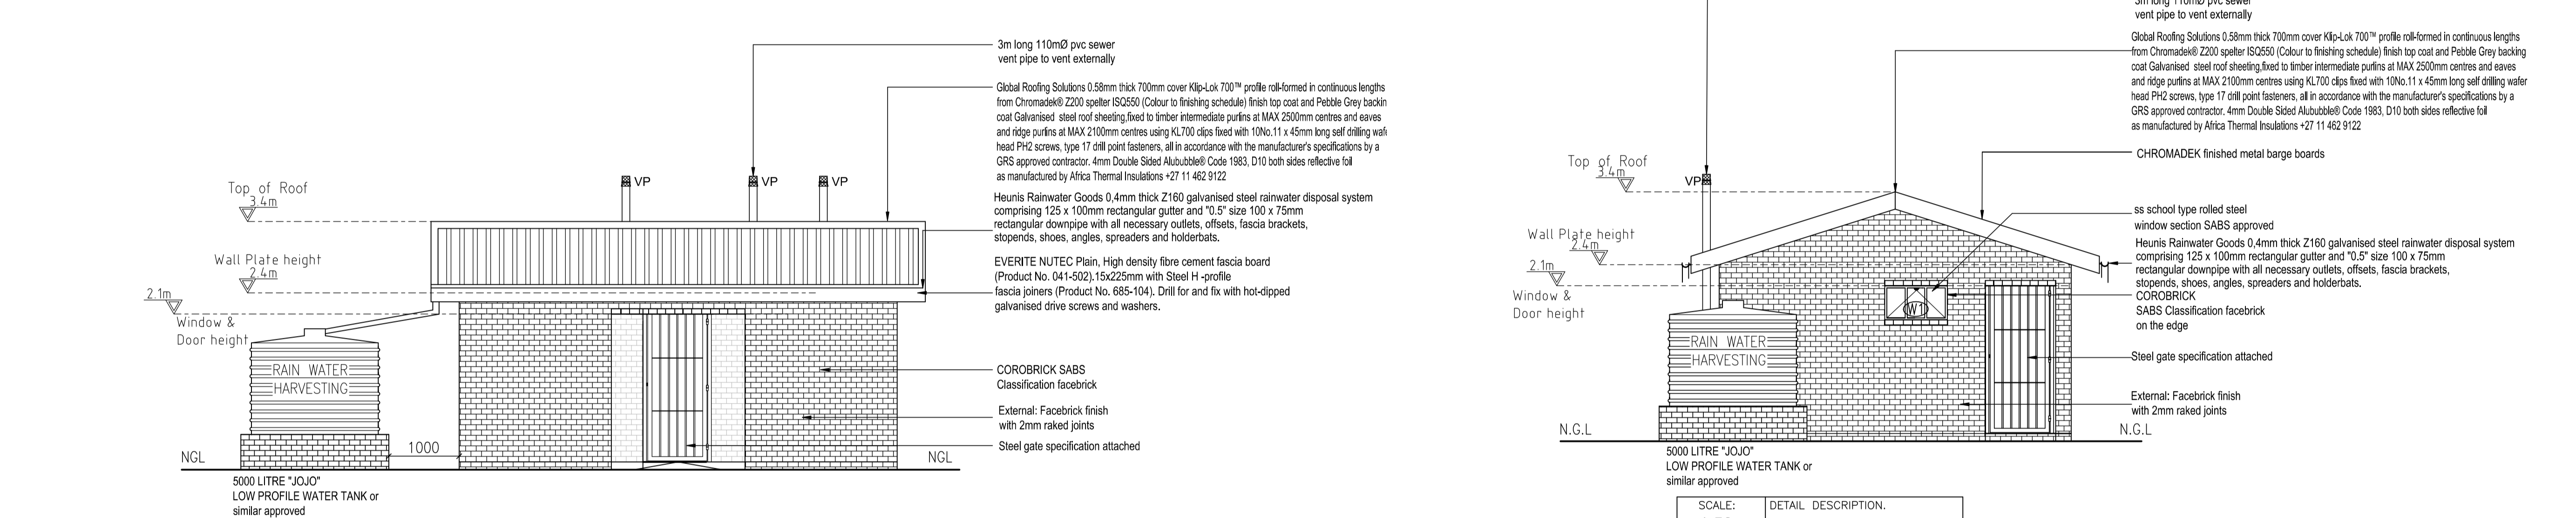 3m long 110mØ pvc sewer
vent pipe to vent externally
Global Roofing Solutions 0.58mm thick 700mm cover Klip-Lok 700™ profile roll-formed in continuous lengths
from Chromadek® Z200 spelter ISQ550 (Colour to finishing schedule) finish top coat and Pebble Grey backin
coat Galvanised steel roof sheeting,fixed to timber intermediate purlins at MAX 2500mm centres and eaves
and ridge purlins at MAX 2100mm centres using KL700 clips fixed with 10No.11 x 45mm long self drilling wafe
head PH2 screws, type 17 drill point fasteners, all in accordance with the manufacturer's specifications by a
GRS approved contractor. 4mm Double Sided Alububble® Code 1983, D10 both sides reflective foil
as manufactured by Africa Thermal Insulations +27 11 462 9122
VP
VP
VP
Top of Roof
3.4m
Heunis Rainwater Goods 0,4mm thick Z160 galvanised steel rainwater disposal system
comprising 125 x 100mm rectangular gutter and "0.5" size 100 x 75mm
rectangular downpipe with all necessary outlets, offsets, fascia brackets,
stopends, shoes, angles, spreaders and holderbats.
Wall Plate height
2.4m
EVERITE NUTEC Plain, High density fibre cement fascia board
(Product No. 041-502).15x225mm with Steel H -profile
fascia joiners (Product No. 685-104). Drill for and fix with hot-dipped
galvanised drive screws and washers.
2.1m
Window &
Door height
RAIN WATER
HARVESTING
COROBRICK SABS
Classification facebrick
External: Facebrick finish
with 2mm raked joints
Steel gate specification attached
1000
NGL
NGL
5000 LITRE "JOJO"
LOW PROFILE WATER TANK or
similar approved
3m long 110mØ pvc sewer
vent pipe to vent externally
Global Roofing Solutions 0.58mm thick 700mm cover Klip-Lok 700™ profile roll-formed in continuous lengths
from Chromadek® Z200 spelter ISQ550 (Colour to finishing schedule) finish top coat and Pebble Grey backing
coat Galvanised steel roof sheeting,fixed to timber intermediate purlins at MAX 2500mm centres and eaves
and ridge purlins at MAX 2100mm centres using KL700 clips fixed with 10No.11 x 45mm long self drilling wafer
head PH2 screws, type 17 drill point fasteners, all in accordance with the manufacturer's specifications by a
GRS approved contractor. 4mm Double Sided Alububble® Code 1983, D10 both sides reflective foil
as manufactured by Africa Thermal Insulations +27 11 462 9122
CHROMADEK finished metal barge boards
Top of Roof
3.4m
VP
ss school type rolled steel
window section SABS approved
Wall Plate height
2.4m
Heunis Rainwater Goods 0,4mm thick Z160 galvanised steel rainwater disposal system
comprising 125 x 100mm rectangular gutter and "0.5" size 100 x 75mm
rectangular downpipe with all necessary outlets, offsets, fascia brackets,
stopends, shoes, angles, spreaders and holderbats.
2.1m
Window &
Door height
W1
COROBRICK
SABS Classification facebrick
on the edge
RAIN WATER
HARVESTING
Steel gate specification attached
External: Facebrick finish
with 2mm raked joints
N.G.L
N.G.L
5000 LITRE "JOJO"
LOW PROFILE WATER TANK or
similar approved
SCALE:
DETAIL DESCRIPTION.